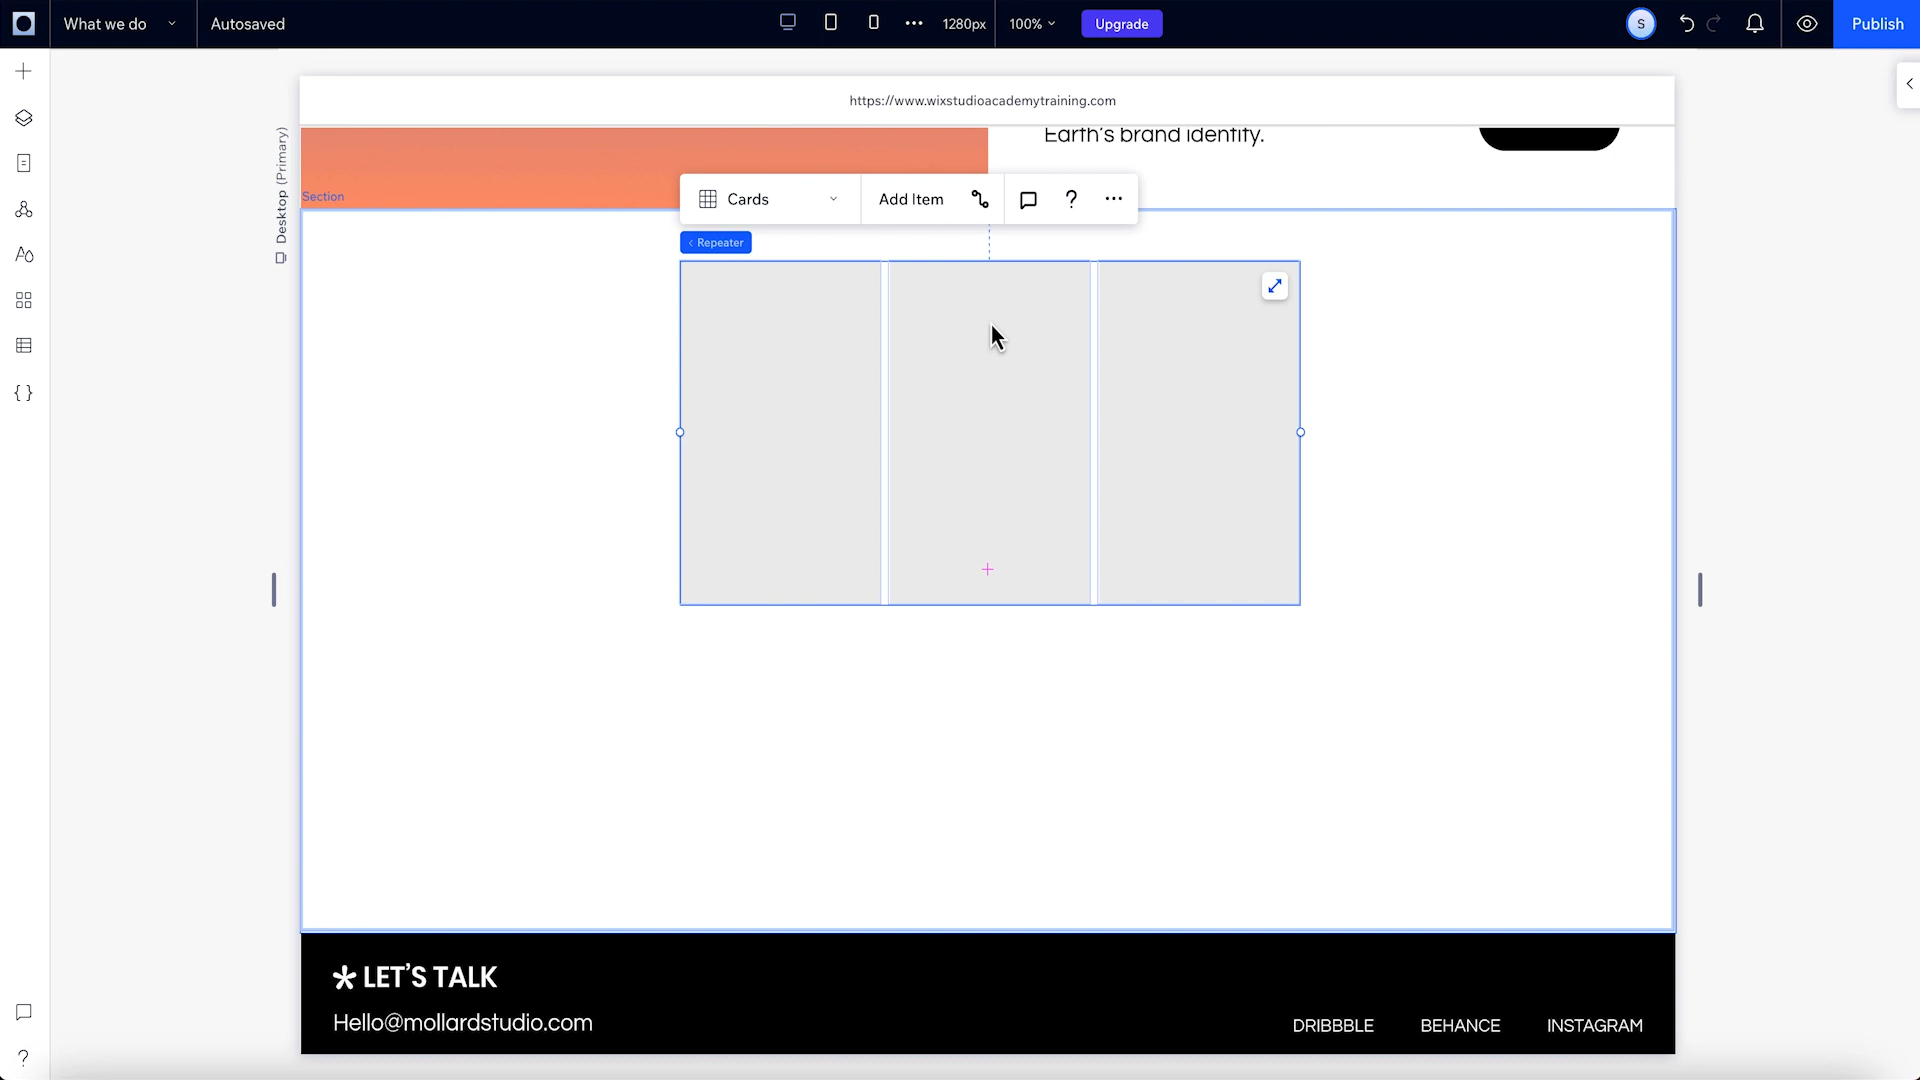 What we do
Autosaved
1280px
100%
Upgrade
S
Publish
https://www.wixstudioacademytraining.com
Desktop (Primary)
Earth's brand identity.
Section
Cards
Add Item
?
Repeater
{ }
LET'S TALK
Hello@mollardstudio.com
DRIBBBLE
BEHANCE
INSTAGRAM
?